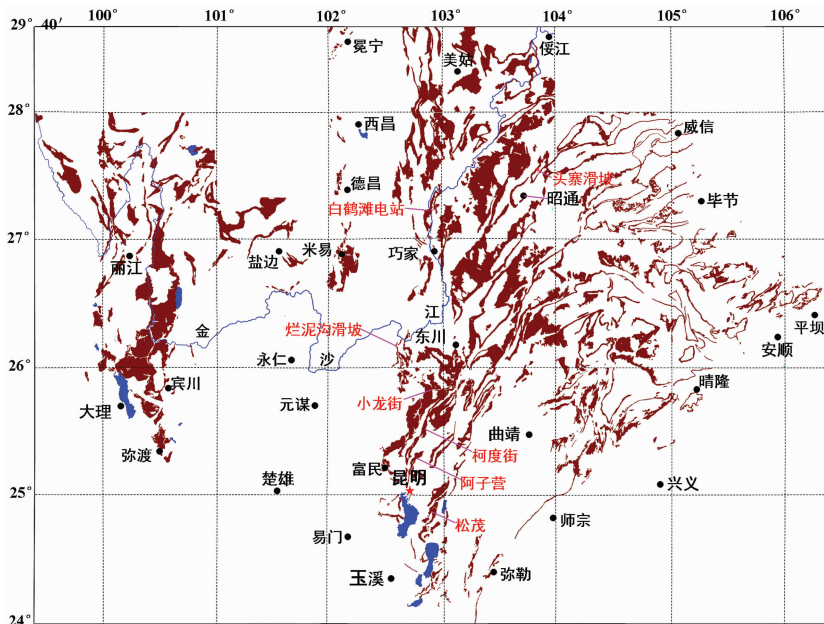 100° 101° 102° 103° 104° 105° 106°
29° 40′
冕宁
美姑
绥江
28°
西昌
威信
头寨滑坡
德昌
昭通
毕节
白鹤滩电站
27°
丽江
盐边
米易
巧家
江
金
烂泥沟滑坡
东川
平坝
安顺
26°
永仁
沙
晴隆
宾川
大理
元谋
小龙街
曲靖
弥渡
柯度街
富民
昆明
阿子营
兴义
楚雄
25°
松茂
师宗
易门
玉溪
弥勒
24°